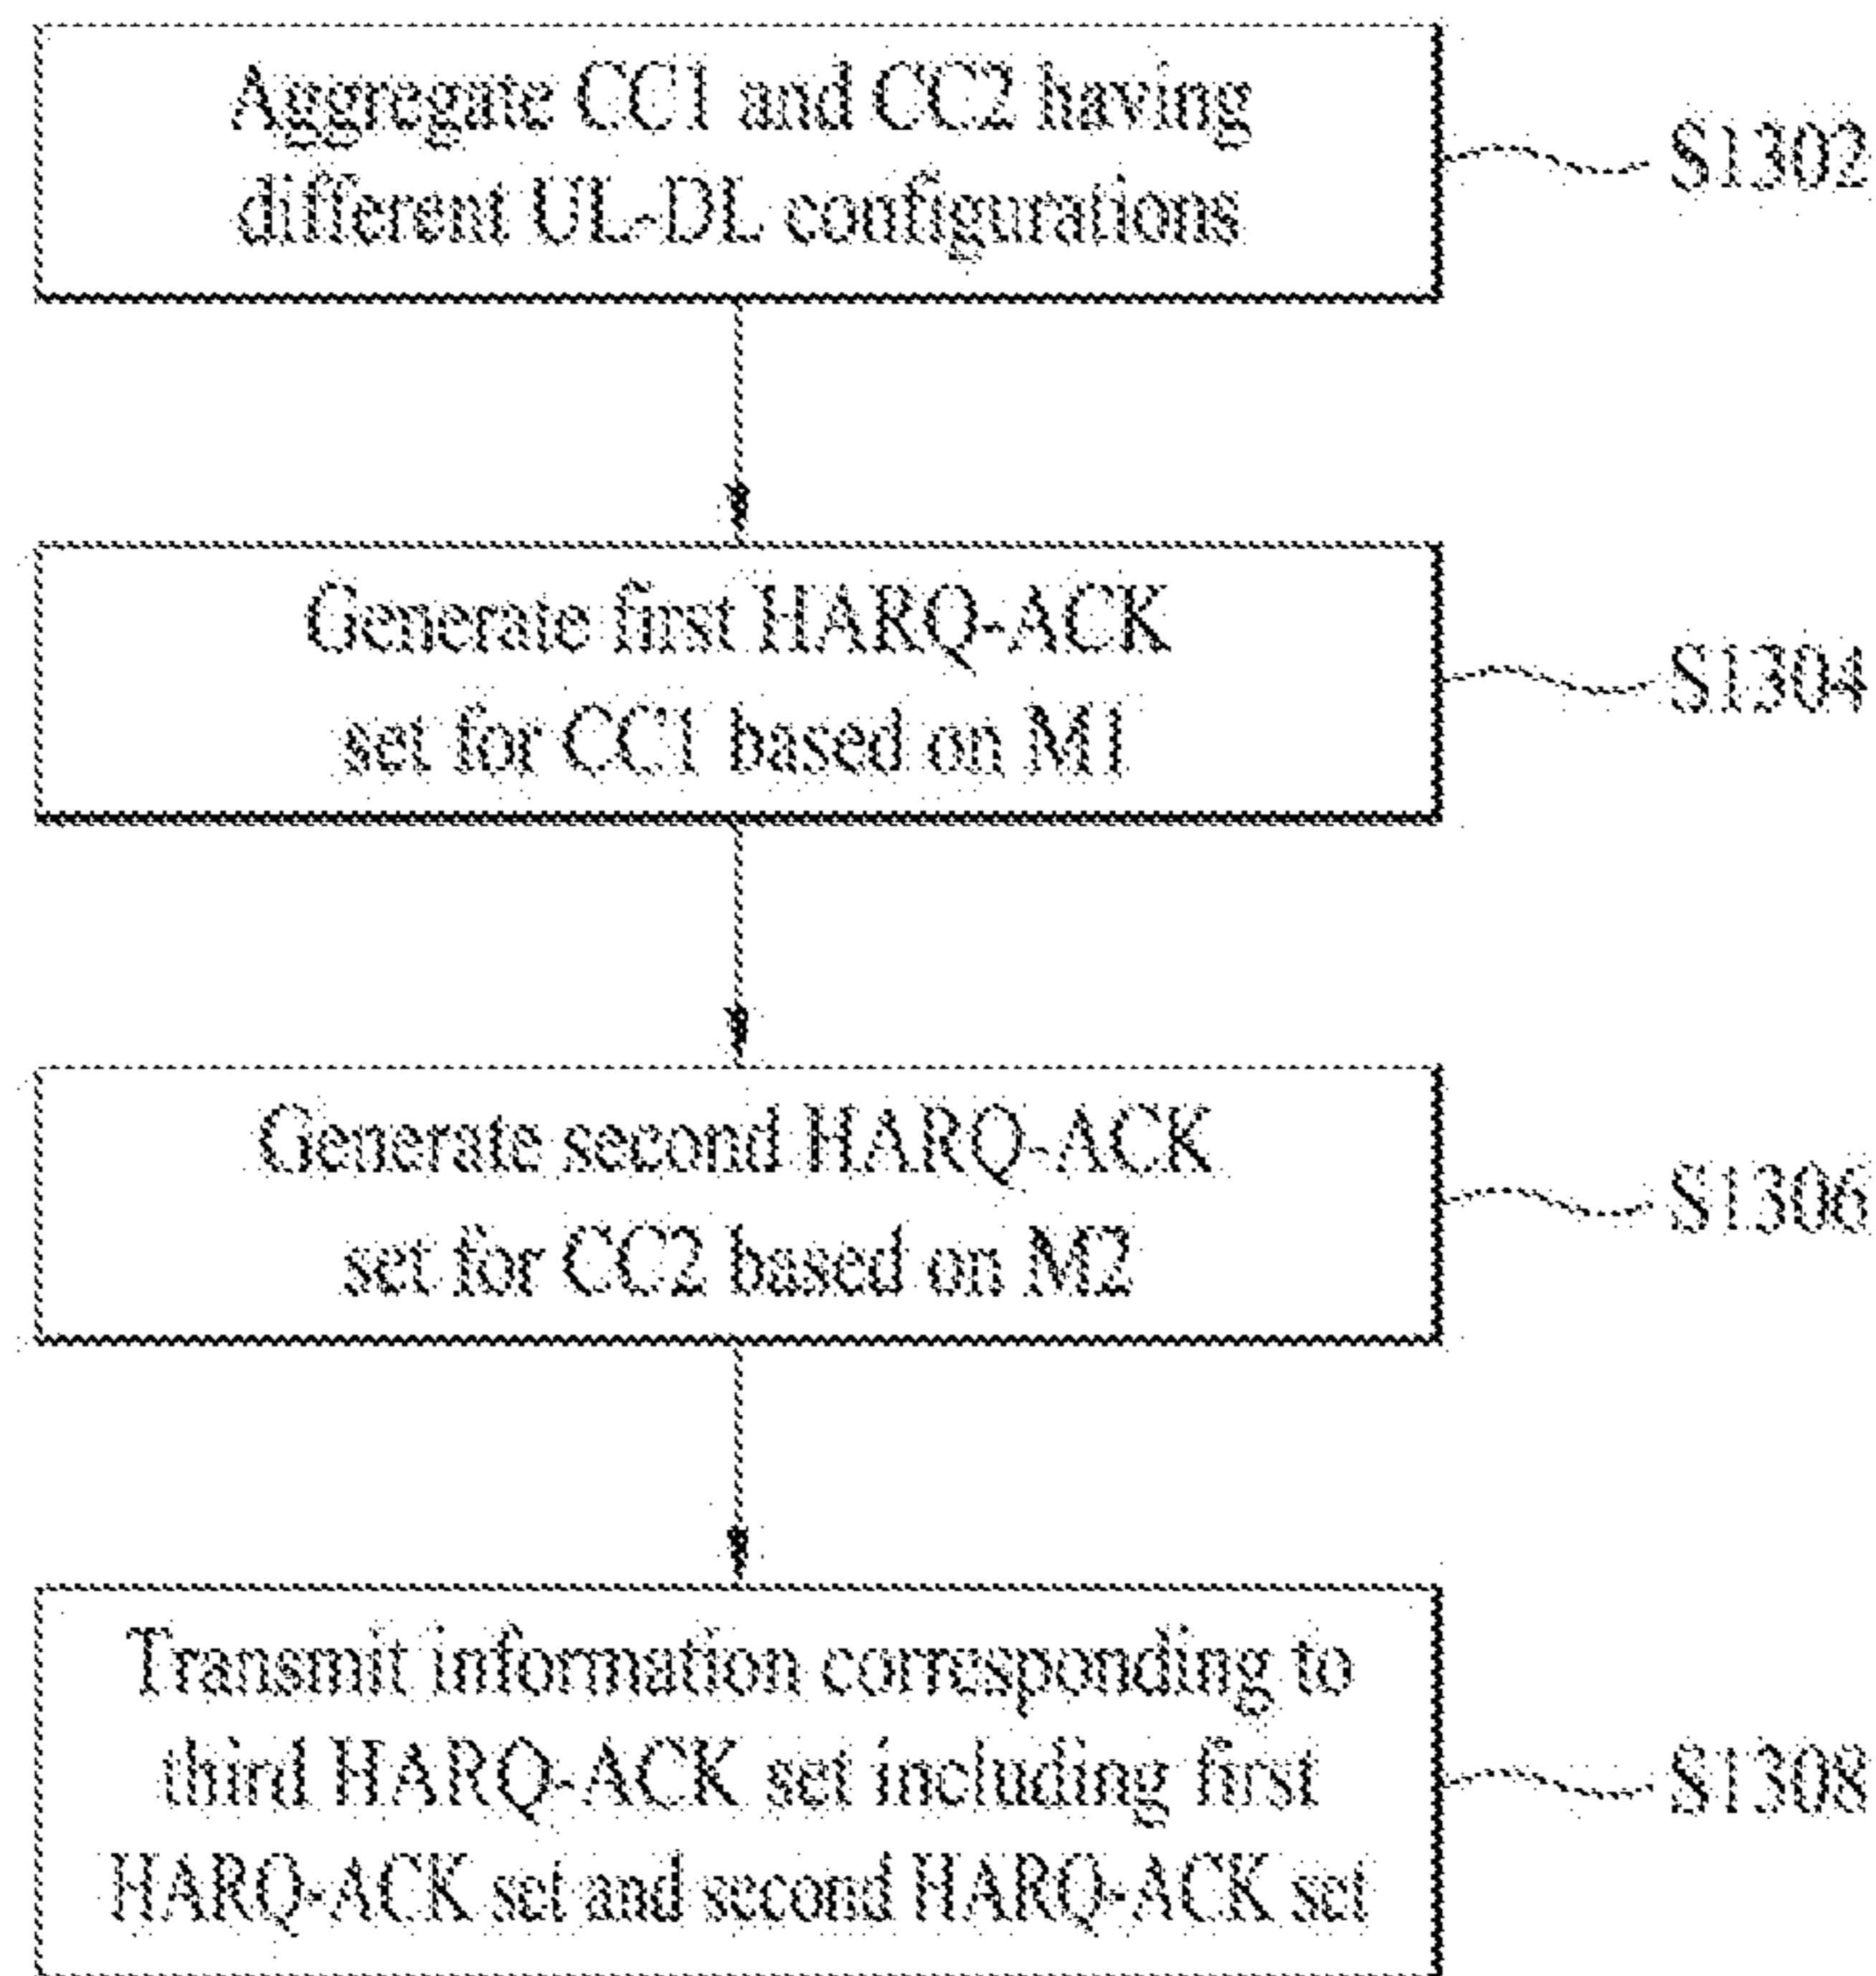 Aggregate CC1 and CC2 having
different UL-DL configurations
S1302
Generate first HARQ-ACK
set for CC1 based on M1
S1304
Generate second HARQ-ACK
set for CC2 based on M2
S1306
Transmit information corresponding to
third HARQ-ACK set including first
HARQ-ACK set and second HARQ-ACK set
S1308